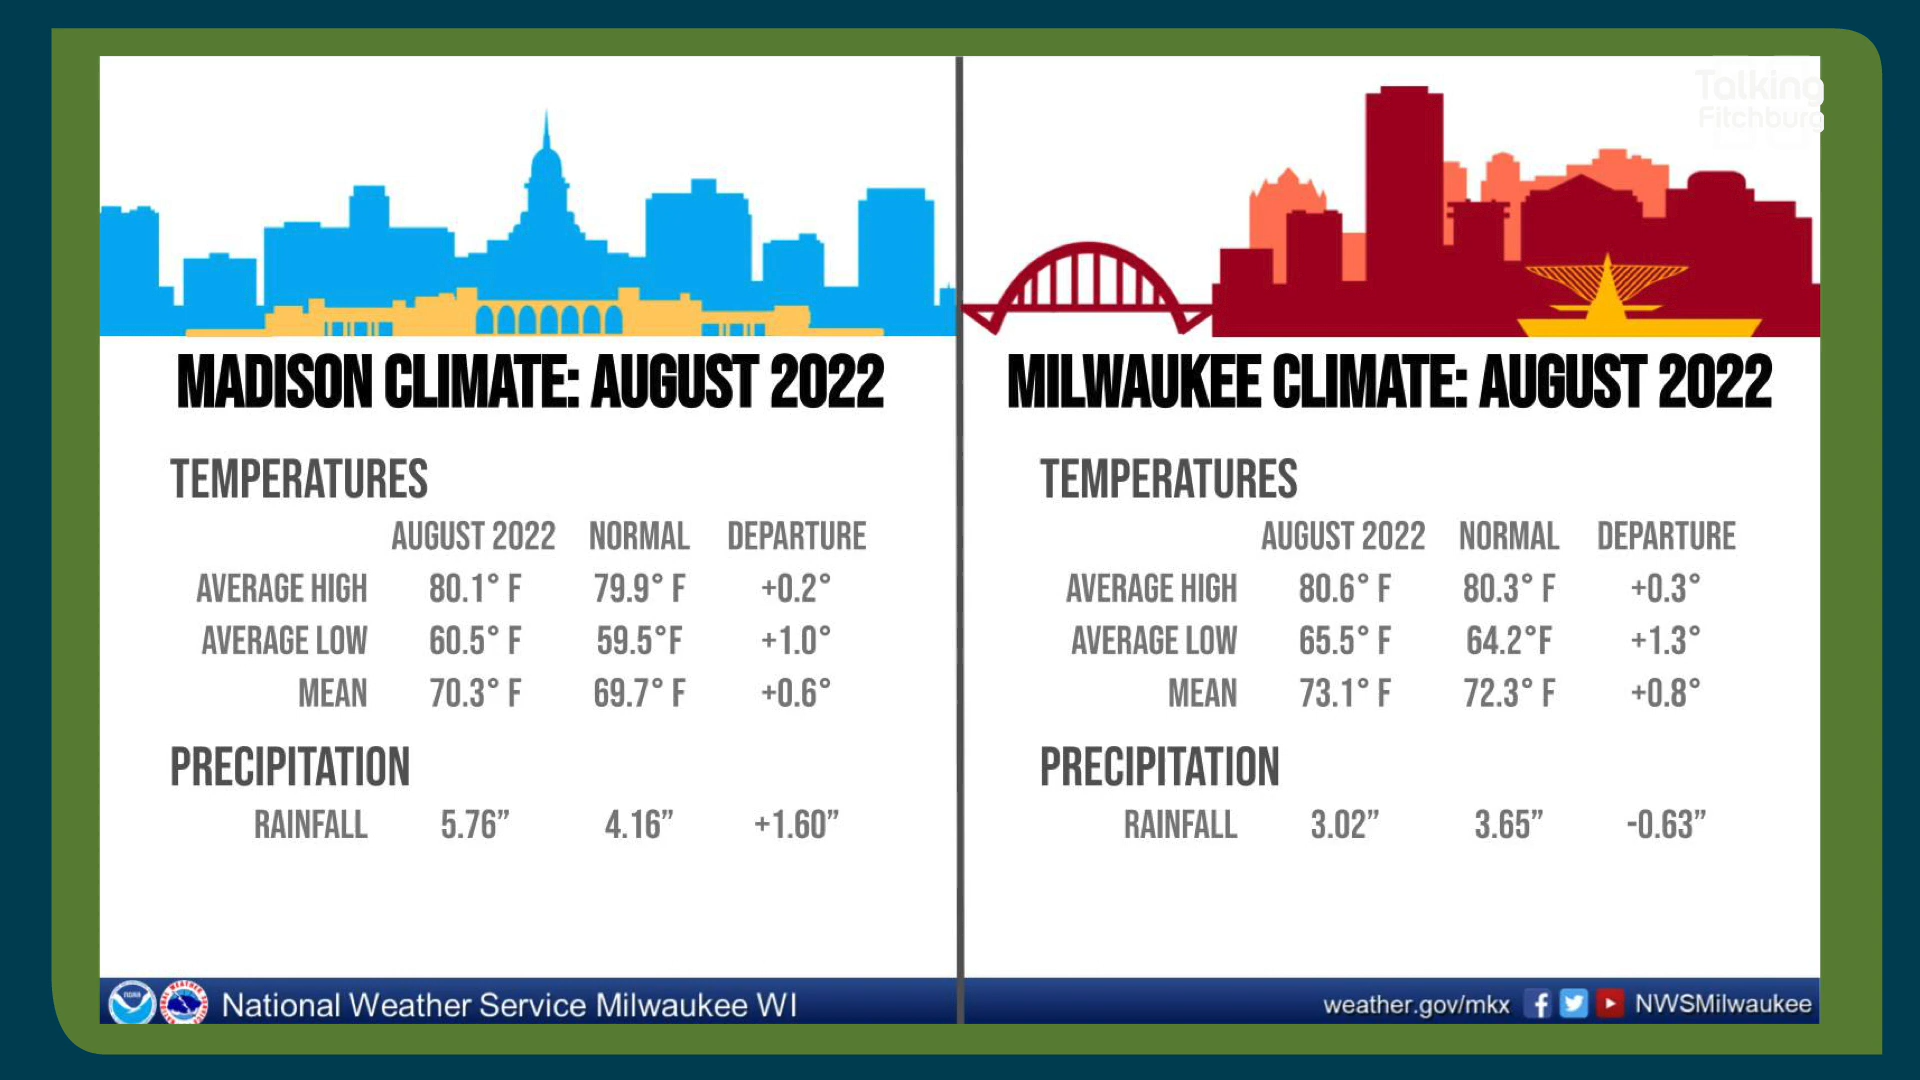 Talking
Fitchburg
MADISON CLIMATE: AUGUST 2022
TEMPERATURES
AUGUST 2022 NORMAL DEPARTURE
AVERAGE HIGH 80.1° F 79.9° F +0.2°
AVERAGE LOW 60.5° F 59.5°F +1.0°
MEAN 70.3° F 69.7° F +0.6°
PRECIPITATION
RAINFALL 5.76” 4.16” +1.60”
MILWAUKEE CLIMATE: AUGUST 2022
TEMPERATURES
AUGUST 2022 NORMAL DEPARTURE
AVERAGE HIGH 80.6° F 80.3° F +0.3°
AVERAGE LOW 65.5° F 64.2°F +1.3°
MEAN 73.1° F 72.3° F +0.8°
PRECIPITATION
RAINFALL 3.02” 3.65” -0.63”
National Weather Service Milwaukee WI
weather.gov/mkx NWSMilwaukee